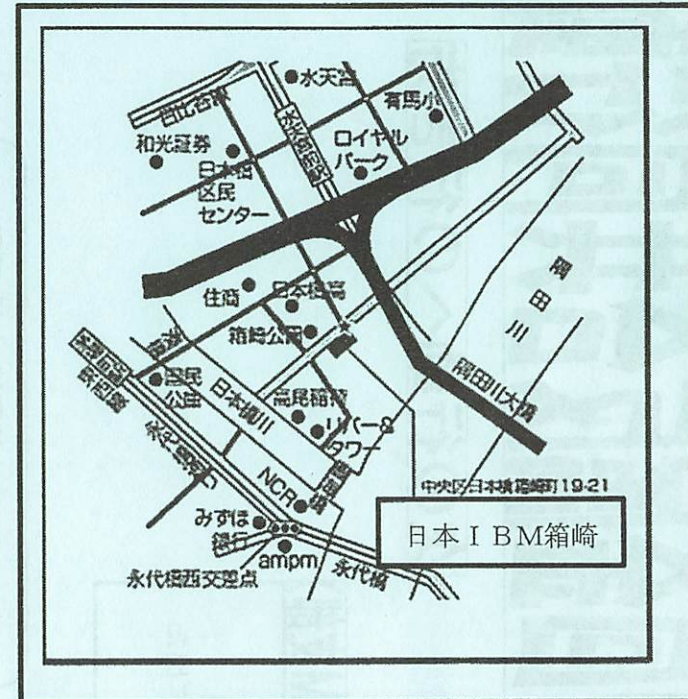 水天宮
有馬小
日比谷線
和光証券
水天宮前駅
ロイヤル
パーク
日本橋
区民
センター
住商
日本橋高
箱崎公園
隅
田
川
隅田川大橋
日本橋川
高尾稲荷
リバー&
タワー
NCR
中央区日本橋箱崎町19-21
みずほ
銀行
日本ＩＢＭ箱崎
ampm
永代橋
永代橋西交差点